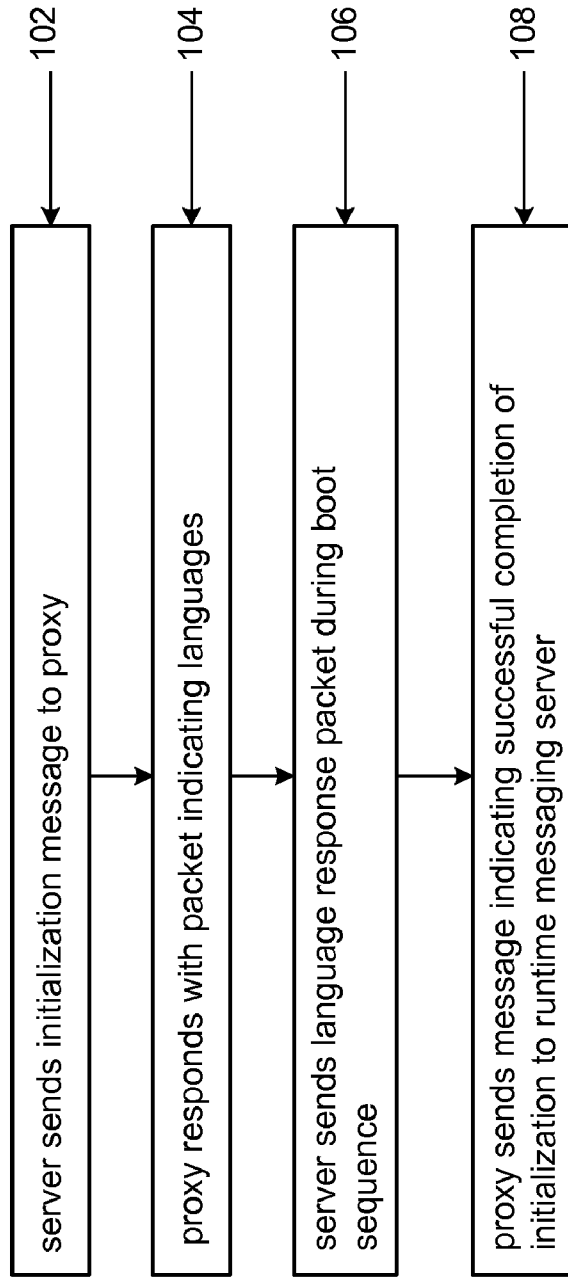 server sends initialization message to proxy
102
proxy responds with packet indicating languages
104
server sends language response packet during boot
sequence
106
proxy sends message indicating successful completion of
initialization to runtime messaging server
108